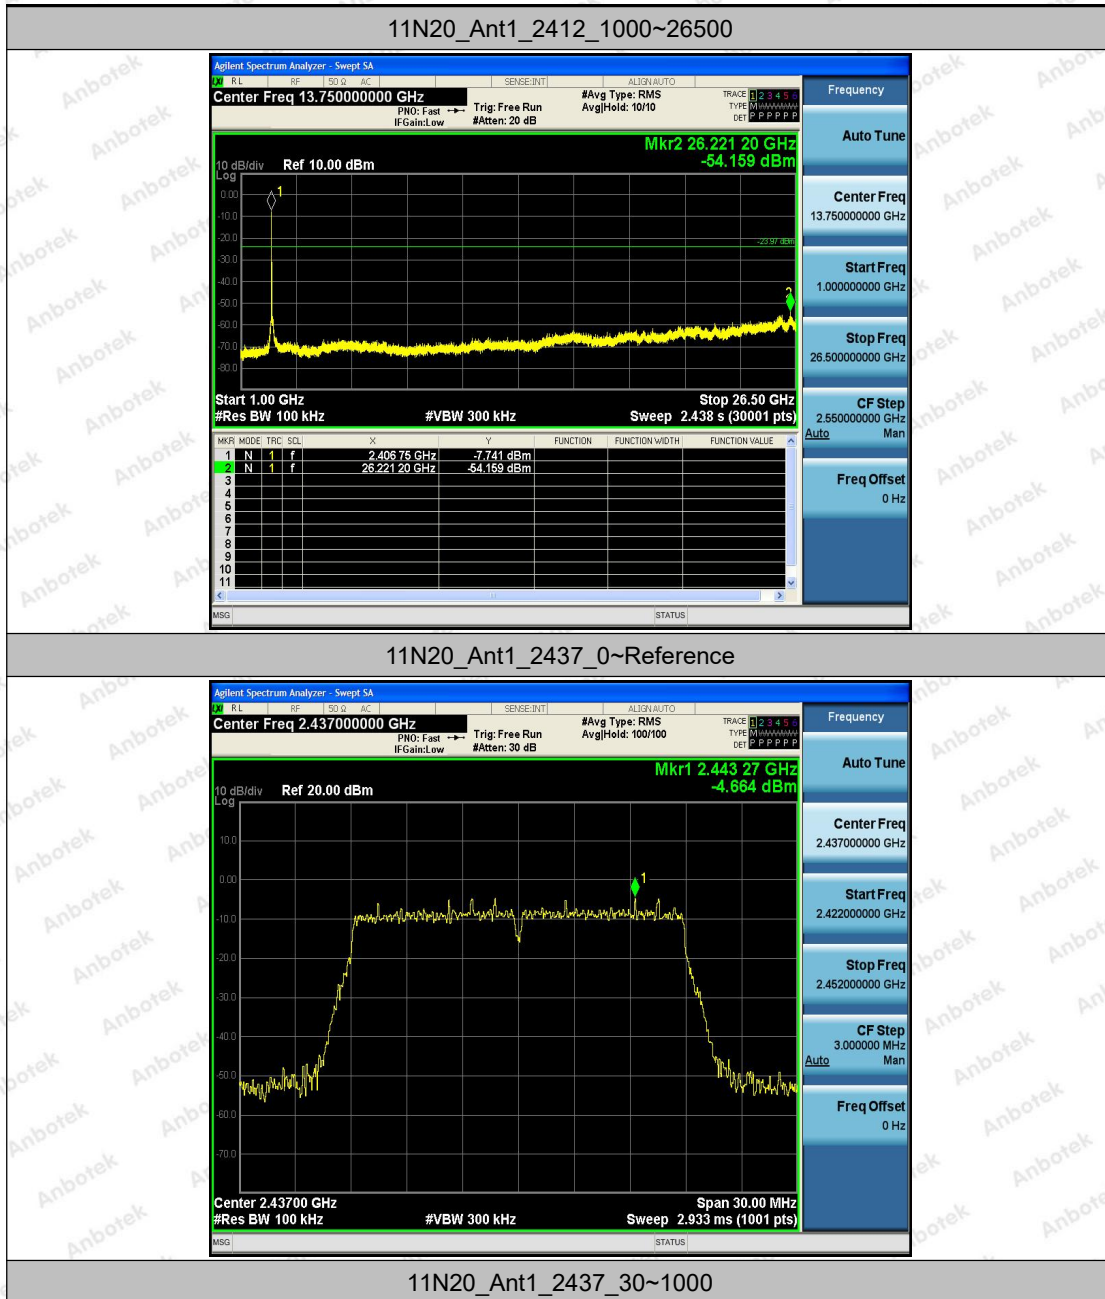 11N20_Ant1_2412_1000~26500
Agilent Spectrum Analyzer - Swept SA
RL RF 50 Ω AC SENSE:INT ALIGN AUTO
Center Freq 13.750000000 GHz
PNO: Fast
IFGain:Low
Trig: Free Run
#Atten: 20 dB
#Avg Type: RMS
Avg|Hold: 10/10
TRACE 1 2 3 4 5 6
TYPE M
DET P P P P P P
Mkr2 26.221 20 GHz
-54.159 dBm
10 dB/div Ref 10.00 dBm
Log
0.00
-10.0
-20.0
-30.0
-40.0
-50.0
-60.0
-70.0
-80.0
1
2
-23.97 dBm
Start 1.00 GHz Stop 26.50 GHz
#Res BW 100 kHz #VBW 300 kHz Sweep 2.438 s (30001 pts)
MKR MODE TRC SCL X Y FUNCTION FUNCTION WIDTH FUNCTION VALUE
1 N 1 f 2.406 75 GHz -7.741 dBm
2 N 1 f 26.221 20 GHz -54.159 dBm
3
4
5
6
7
8
9
10
11
MSG STATUS
Frequency
Auto Tune
Center Freq
13.750000000 GHz
Start Freq
1.000000000 GHz
Stop Freq
26.500000000 GHz
CF Step
2.550000000 GHz
Auto Man
Freq Offset
0 Hz
11N20_Ant1_2437_0~Reference
Agilent Spectrum Analyzer - Swept SA
RL RF 50 Ω AC SENSE:INT ALIGN AUTO
Center Freq 2.437000000 GHz
PNO: Fast
IFGain:Low
Trig: Free Run
#Atten: 30 dB
#Avg Type: RMS
Avg|Hold: 100/100
TRACE 1 2 3 4 5 6
TYPE M
DET P P P P P P
Mkr1 2.443 27 GHz
-4.664 dBm
10 dB/div Ref 20.00 dBm
Log
10.0
0.00
-10.0
-20.0
-30.0
-40.0
-50.0
-60.0
-70.0
1
Center 2.43700 GHz Span 30.00 MHz
#Res BW 100 kHz #VBW 300 kHz Sweep 2.933 ms (1001 pts)
MSG STATUS
Frequency
Auto Tune
Center Freq
2.437000000 GHz
Start Freq
2.422000000 GHz
Stop Freq
2.452000000 GHz
CF Step
3.000000 MHz
Auto Man
Freq Offset
0 Hz
11N20_Ant1_2437_30~1000
Anbotek